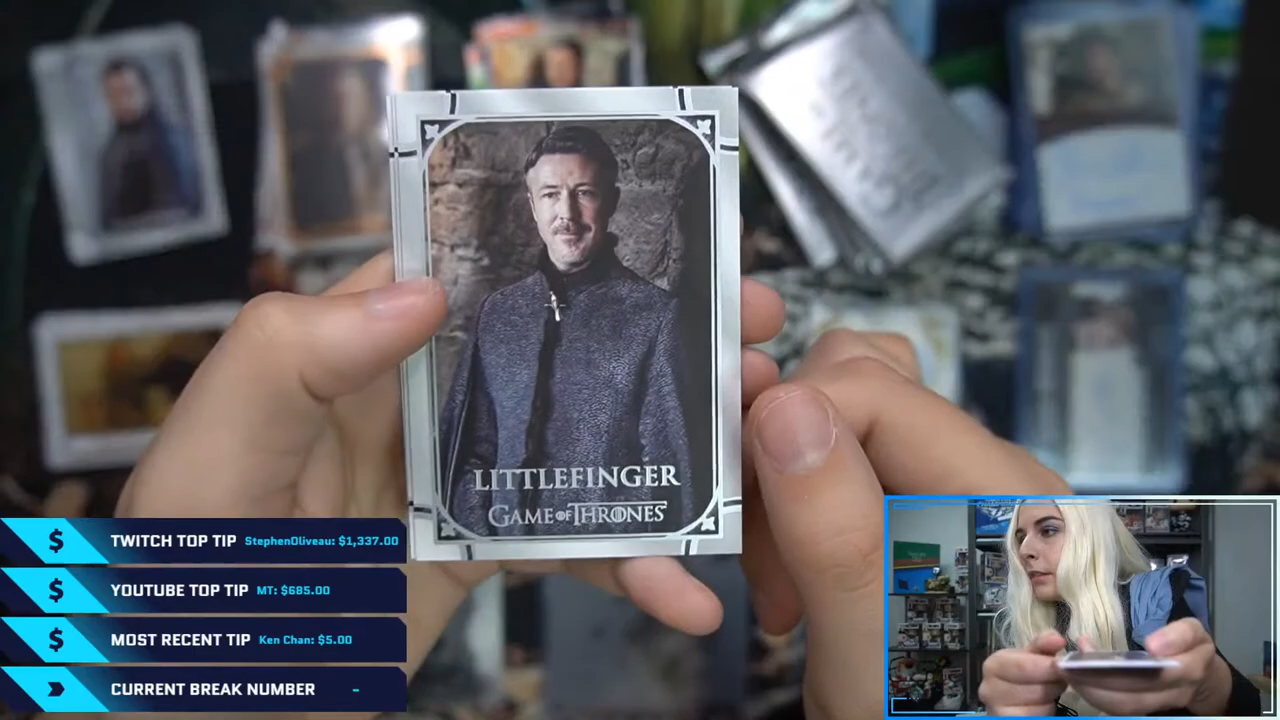 LITTLEFINGER
GAME OF THRONES
$ TWITCH TOP TIP StephenOliveau: $1,337.00
$ YOUTUBE TOP TIP MT: $685.00
$ MOST RECENT TIP Ken Chan: $5.00
CURRENT BREAK NUMBER -